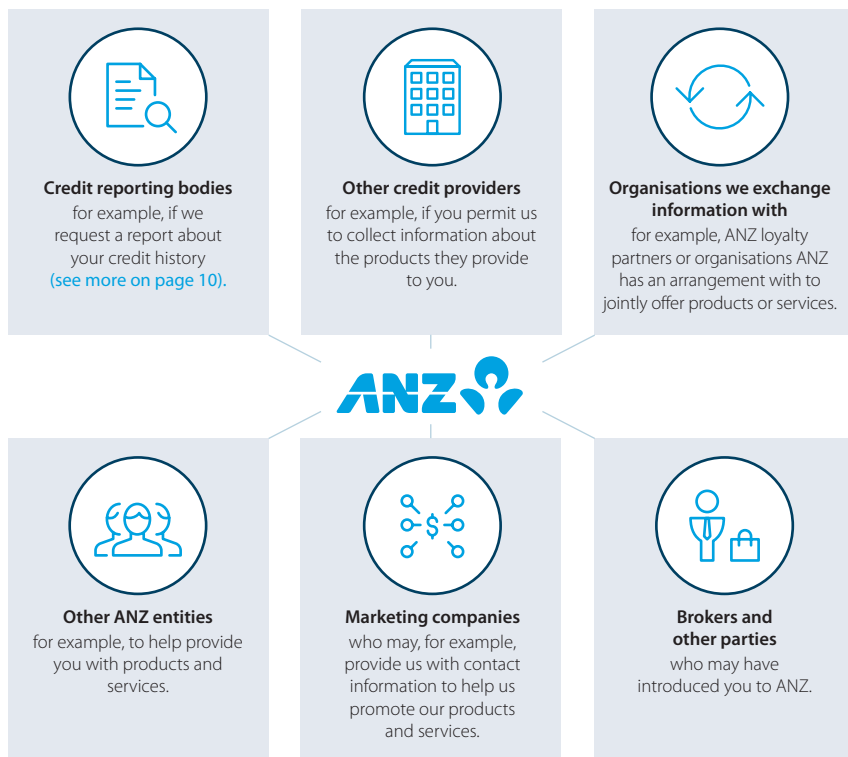 Credit reporting bodies
for example, if we
request a report about
your credit history
(see more on page 10).
Other credit providers
for example, if you permit us
to collect information about
the products they provide
to you.
Organisations we exchange
information with
for example, ANZ loyalty
partners or organisations ANZ
has an arrangement with to
jointly offer products or services.
ANZ
Other ANZ entities
for example, to help provide
you with products and
services.
$
Marketing companies
who may, for example,
provide us with contact
information to help us
promote our products
and services.
Brokers and
other parties
who may have
introduced you to ANZ.